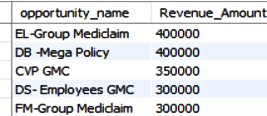 opportunity_name Revenue_Amount
EL-Group Mediclaim 400000
DB -Mega Policy 400000
CVP GMC 350000
DS- Employees GMC 300000
FM-Group Mediclaim 300000